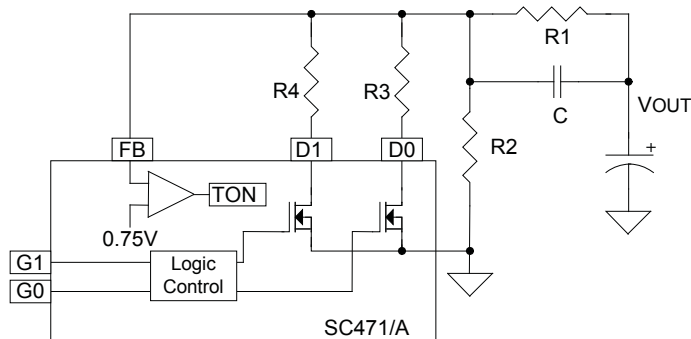 R1
R4
R3
C
VOUT
R2
+
FB
D1
D0
TON
0.75V
G1
G0
Logic
Control
SC471/A